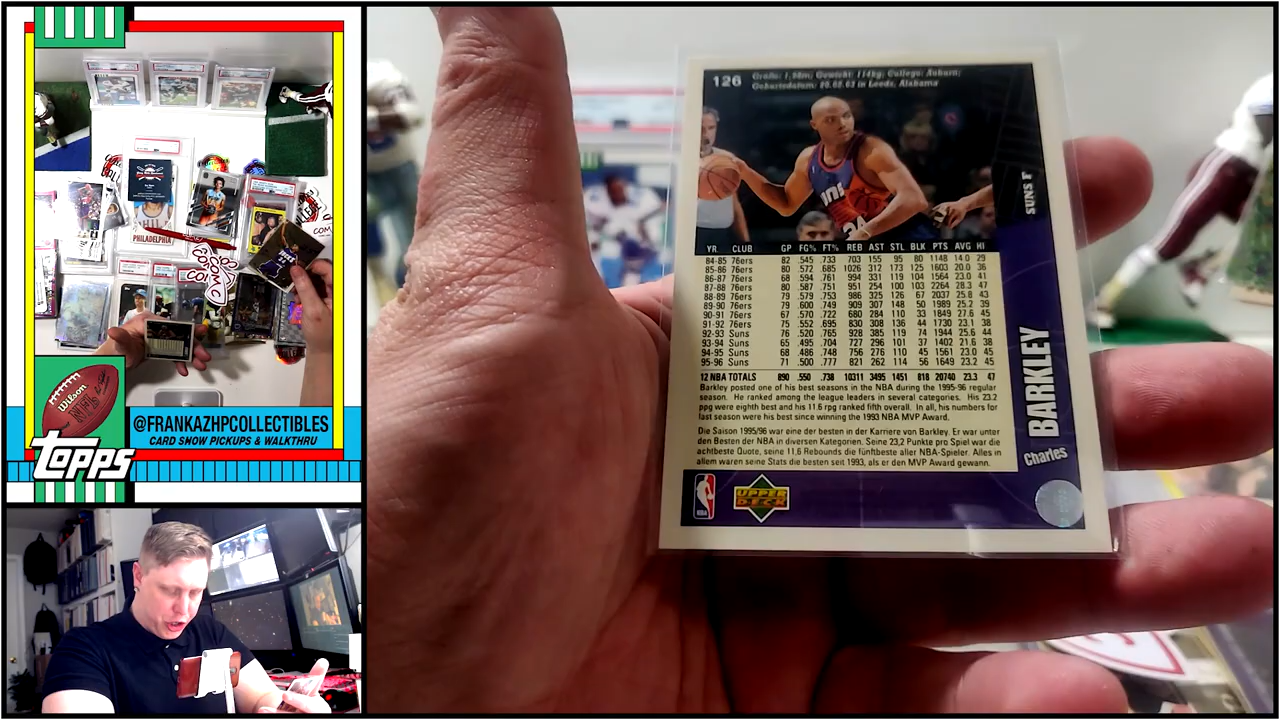 126
Größe: 1,98m; Gewicht: 114kg; College: Auburn;
Geburtsdatum: 20.02.63 in Leeds, Alabama
SUNS F
YR. CLUB GP FG% FT% REB AST STL BLK PTS AVG HI
84-85 76ers 82 .545 .733 703 155 95 80 1148 14.0 29
85-86 76ers 80 .572 .685 1026 312 173 125 1603 20.0 36
86-87 76ers 68 .594 .761 994 331 119 104 1564 23.0 41
87-88 76ers 80 .587 .751 951 254 100 103 2264 28.3 47
88-89 76ers 79 .579 .753 986 325 126 67 2037 25.8 43
89-90 76ers 79 .600 .749 909 307 148 50 1989 25.2 39
90-91 76ers 67 .570 .722 680 284 110 33 1849 27.6 45
91-92 76ers 75 .552 .695 830 308 136 44 1730 23.1 38
92-93 Suns 76 .520 .765 928 385 119 74 1944 25.6 44
93-94 Suns 65 .495 .704 727 296 101 37 1402 21.6 38
94-95 Suns 68 .486 .748 756 276 110 45 1561 23.0 45
95-96 Suns 71 .500 .777 821 262 114 56 1649 23.2 45
12 NBA TOTALS 890 .550 .738 10311 3495 1451 818 20740 23.3 47
Barkley posted one of his best seasons in the NBA during the 1995-96 regular
season. He ranked among the league leaders in several categories. His 23.2
ppg were eighth best and his 11.6 rpg ranked fifth overall. In all, his numbers for
last season were his best since winning the 1993 NBA MVP Award.
Die Saison 1995/96 war eine der besten in der Karriere von Barkley. Er war unter
den Besten der NBA in diversen Kategorien. Seine 23,2 Punkte pro Spiel war die
achtbeste Quote, seine 11,6 Rebounds die fünftbeste aller NBA-Spieler. Alles in
allem waren seine Stats die besten seit 1993, als er den MVP Award gewann.
Charles BARKLEY
NBA
UPPER
DECK
PHILADELPHIA
Wilson
NFL
TOPPS
@FRANKAZHPCOLLECTIBLES
CARD SHOW PICKUPS & WALKTHRU